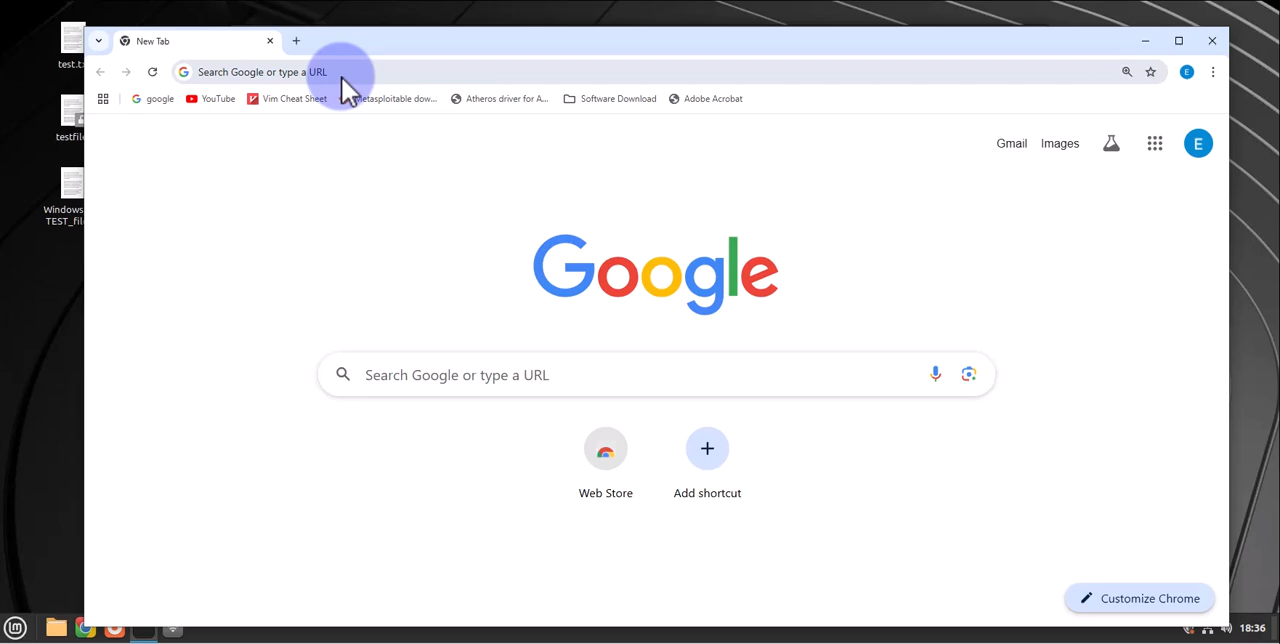 test.t
testfile
Windows
TEST_fil
New Tab
Search Google or type a URL
E
google
YouTube
Vim Cheat Sheet
etasploitable dow...
Atheros driver for A...
Software Download
Adobe Acrobat
Gmail
Images
E
Google
Search Google or type a URL
Web Store
Add shortcut
Customize Chrome
18:36